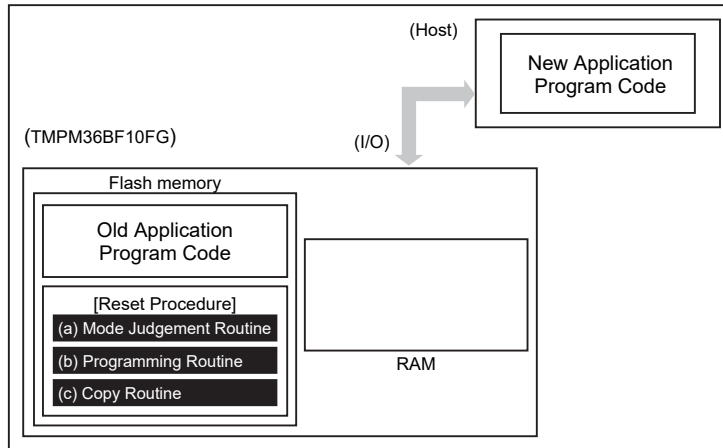 (Host)
New Application
Program Code
(TMPM36BF10FG)
(I/O)
Flash memory
Old Application
Program Code
[Reset Procedure]
(a) Mode Judgement Routine
(b) Programming Routine
(c) Copy Routine
RAM